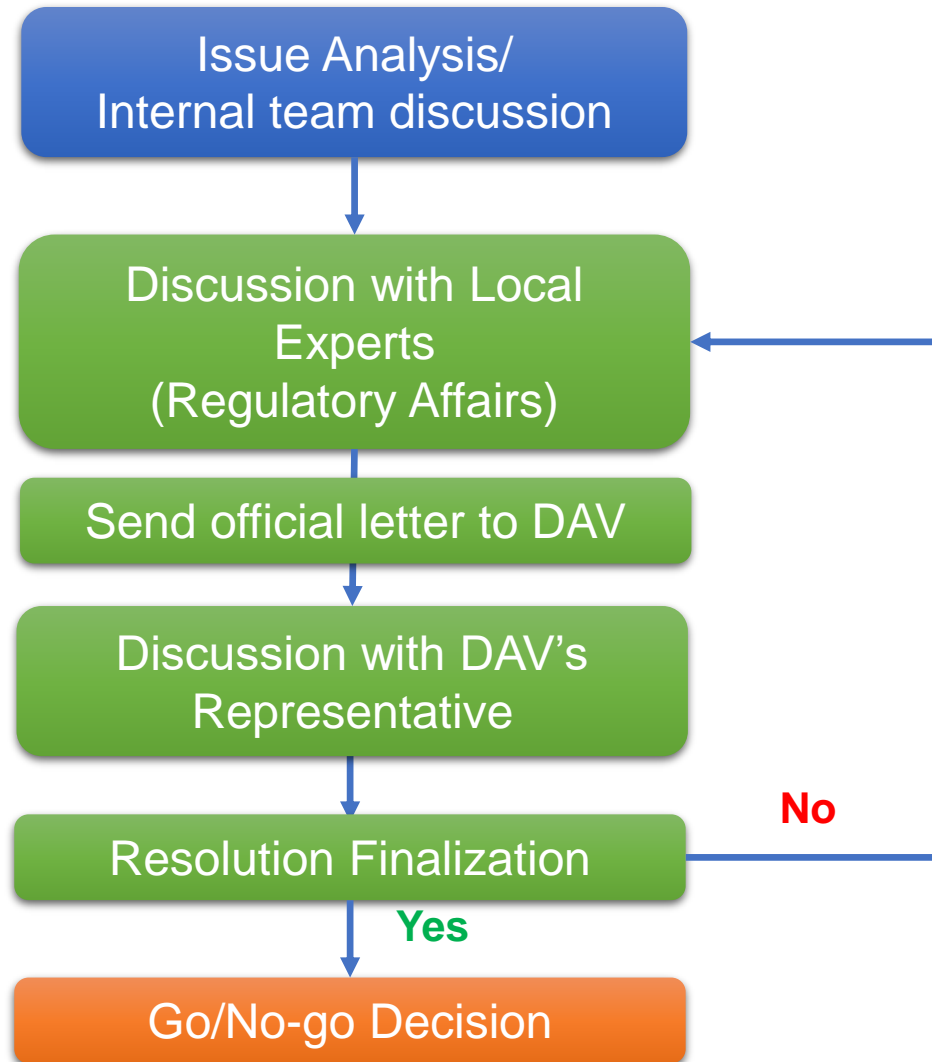 Issue Analysis/
Internal team discussion
Discussion with Local
Experts
(Regulatory Affairs)
Send official letter to DAV
Discussion with DAV’s
Representative
No
Resolution Finalization
Yes
Go/No-go Decision